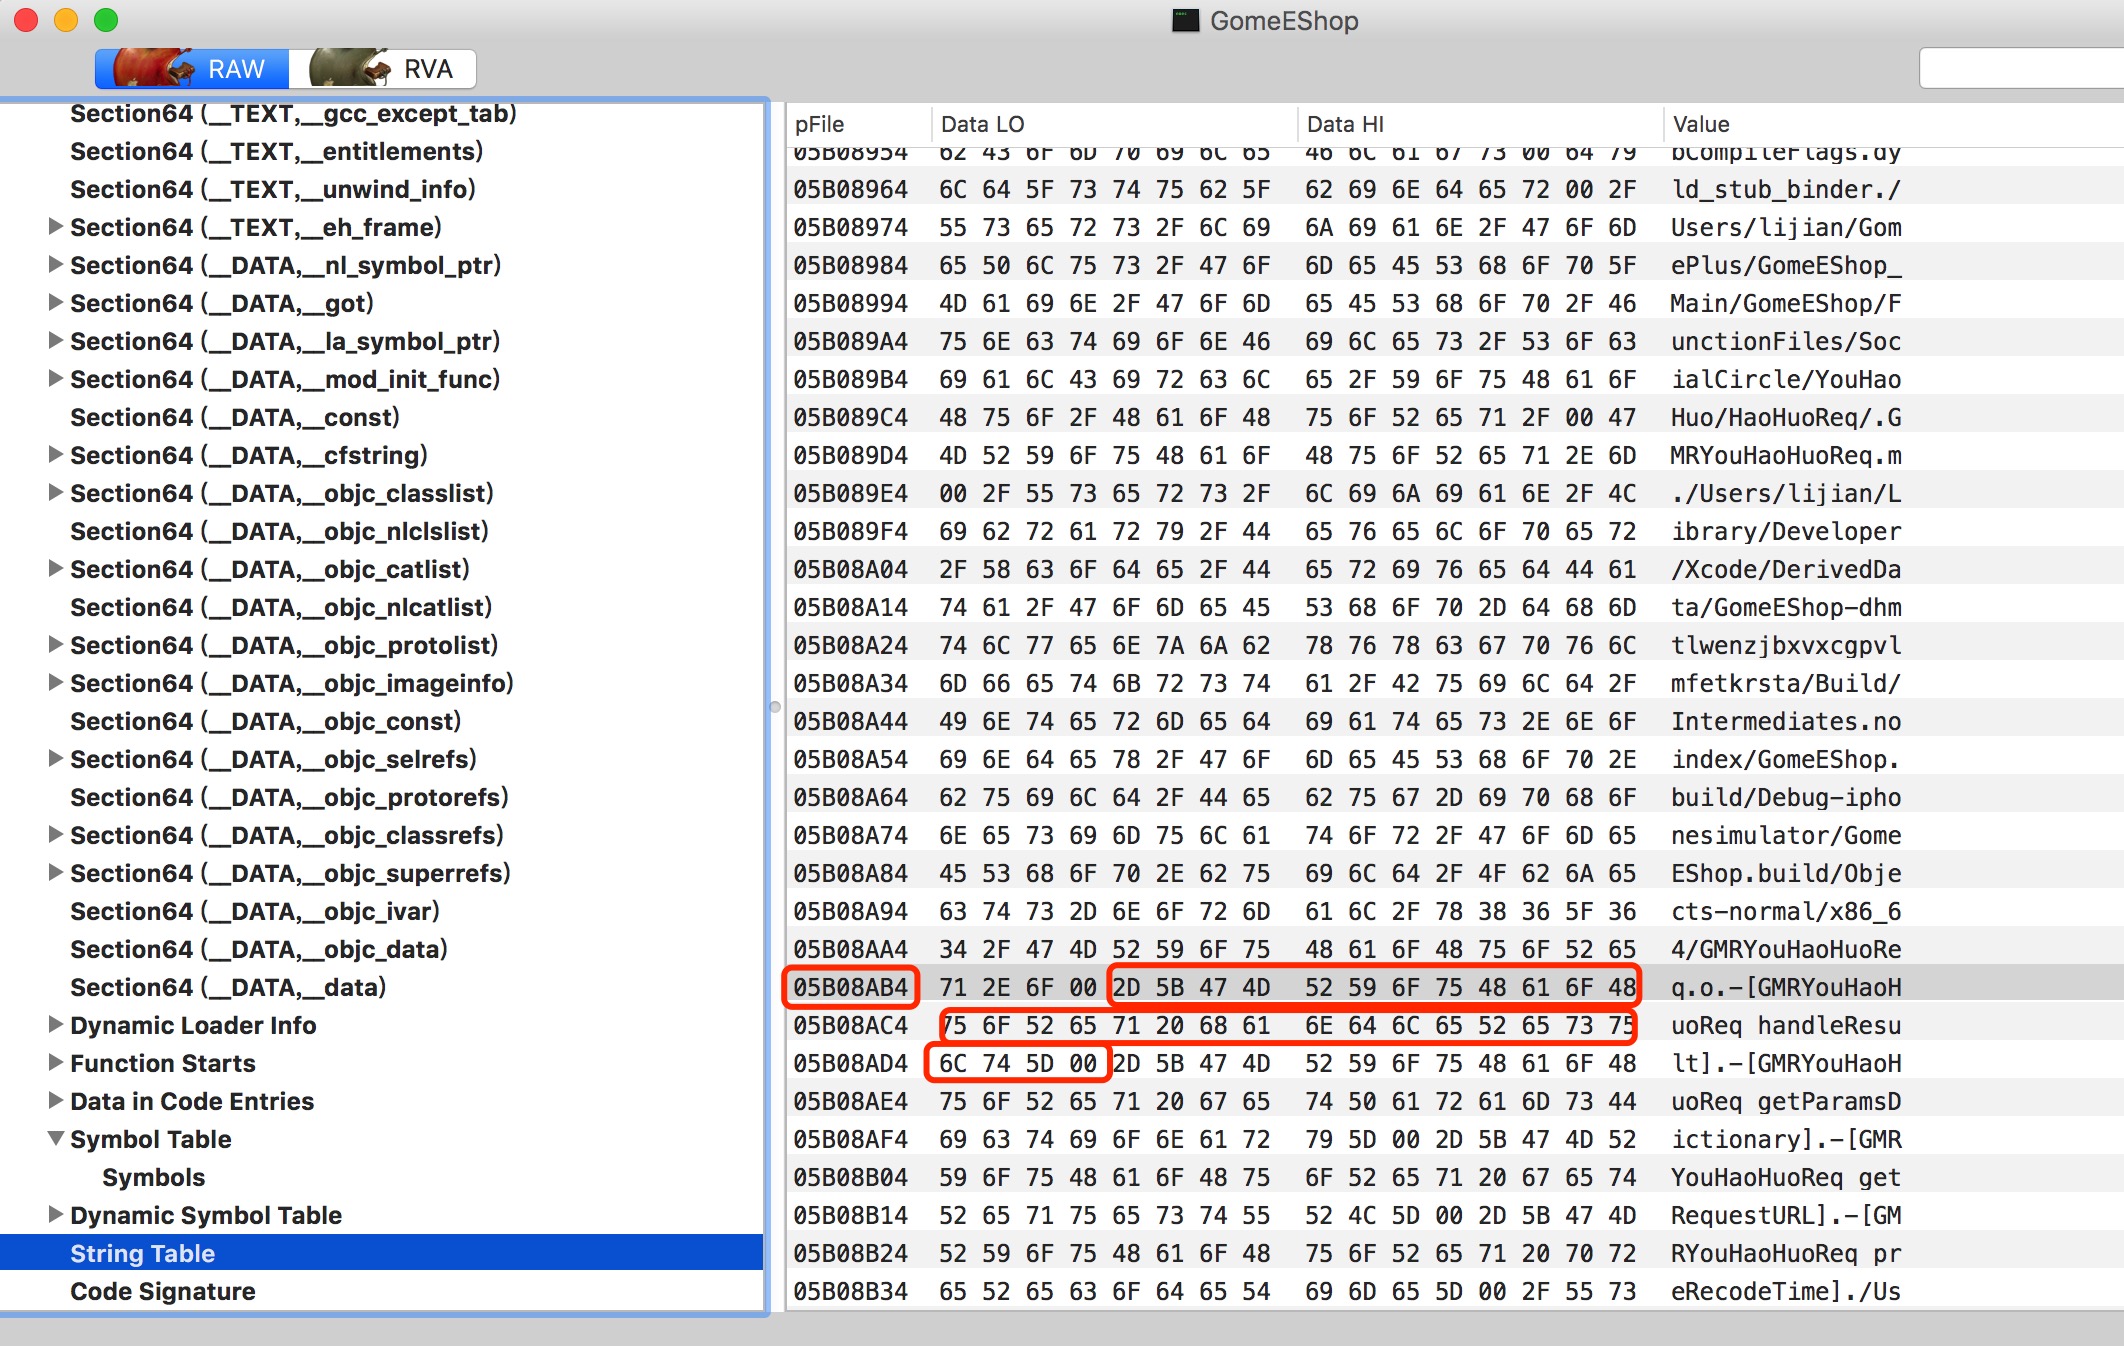 GomeEShop
RAW RVA
Section64 (__TEXT,__gcc_except_tab)
Section64 (__TEXT,__entitlements)
Section64 (__TEXT,__unwind_info)
Section64 (__TEXT,__eh_frame)
Section64 (__DATA,__nl_symbol_ptr)
Section64 (__DATA,__got)
Section64 (__DATA,__la_symbol_ptr)
Section64 (__DATA,__mod_init_func)
Section64 (__DATA,__const)
Section64 (__DATA,__cfstring)
Section64 (__DATA,__objc_classlist)
Section64 (__DATA,__objc_nlclslist)
Section64 (__DATA,__objc_catlist)
Section64 (__DATA,__objc_nlcatlist)
Section64 (__DATA,__objc_protolist)
Section64 (__DATA,__objc_imageinfo)
Section64 (__DATA,__objc_const)
Section64 (__DATA,__objc_selrefs)
Section64 (__DATA,__objc_protorefs)
Section64 (__DATA,__objc_classrefs)
Section64 (__DATA,__objc_superrefs)
Section64 (__DATA,__objc_ivar)
Section64 (__DATA,__objc_data)
Section64 (__DATA,__data)
Dynamic Loader Info
Function Starts
Data in Code Entries
Symbol Table
Symbols
Dynamic Symbol Table
String Table
Code Signature
pFile Data LO Data HI Value
05B08954 62 43 6F 6D 70 69 6C 65 46 6C 61 67 73 00 64 79 bCompileFlags.dy
05B08964 6C 64 5F 73 74 75 62 5F 62 69 6E 64 65 72 00 2F ld_stub_binder./
05B08974 55 73 65 72 73 2F 6C 69 6A 69 61 6E 2F 47 6F 6D Users/lijian/Gom
05B08984 65 50 6C 75 73 2F 47 6F 6D 65 45 53 68 6F 70 5F ePlus/GomeEShop_
05B08994 4D 61 69 6E 2F 47 6F 6D 65 45 53 68 6F 70 2F 46 Main/GomeEShop/F
05B089A4 75 6E 63 74 69 6F 6E 46 69 6C 65 73 2F 53 6F 63 unctionFiles/Soc
05B089B4 69 61 6C 43 69 72 63 6C 65 2F 59 6F 75 48 61 6F ialCircle/YouHao
05B089C4 48 75 6F 2F 48 61 6F 48 75 6F 52 65 71 2F 00 47 Huo/HaoHuoReq/.G
05B089D4 4D 52 59 6F 75 48 61 6F 48 75 6F 52 65 71 2E 6D MRYouHaoHuoReq.m
05B089E4 00 2F 55 73 65 72 73 2F 6C 69 6A 69 61 6E 2F 4C ./Users/lijian/L
05B089F4 69 62 72 61 72 79 2F 44 65 76 65 6C 6F 70 65 72 ibrary/Developer
05B08A04 2F 58 63 6F 64 65 2F 44 65 72 69 76 65 64 44 61 /Xcode/DerivedDa
05B08A14 74 61 2F 47 6F 6D 65 45 53 68 6F 70 2D 64 68 6D ta/GomeEShop-dhm
05B08A24 74 6C 77 65 6E 7A 6A 62 78 76 78 63 67 70 76 6C tlwenzjbxvxcgpvl
05B08A34 6D 66 65 74 6B 72 73 74 61 2F 42 75 69 6C 64 2F mfetkrsta/Build/
05B08A44 49 6E 74 65 72 6D 65 64 69 61 74 65 73 2E 6E 6F Intermediates.no
05B08A54 69 6E 64 65 78 2F 47 6F 6D 65 45 53 68 6F 70 2E index/GomeEShop.
05B08A64 62 75 69 6C 64 2F 44 65 62 75 67 2D 69 70 68 6F build/Debug-ipho
05B08A74 6E 65 73 69 6D 75 6C 61 74 6F 72 2F 47 6F 6D 65 nesimulator/Gome
05B08A84 45 53 68 6F 70 2E 62 75 69 6C 64 2F 4F 62 6A 65 EShop.build/Obje
05B08A94 63 74 73 2D 6E 6F 72 6D 61 6C 2F 78 38 36 5F 36 cts-normal/x86_6
05B08AA4 34 2F 47 4D 52 59 6F 75 48 61 6F 48 75 6F 52 65 4/GMRYouHaoHuoRe
05B08AB4 71 2E 6F 00 2D 5B 47 4D 52 59 6F 75 48 61 6F 48 q.o.-[GMRYouHaoH
05B08AC4 75 6F 52 65 71 20 68 61 6E 64 6C 65 52 65 73 75 uoReq handleResu
05B08AD4 6C 74 5D 00 2D 5B 47 4D 52 59 6F 75 48 61 6F 48 lt].-[GMRYouHaoH
05B08AE4 75 6F 52 65 71 20 67 65 74 50 61 72 61 6D 73 44 uoReq getParamsD
05B08AF4 69 63 74 69 6F 6E 61 72 79 5D 00 2D 5B 47 4D 52 ictionary].-[GMR
05B08B04 59 6F 75 48 61 6F 48 75 6F 52 65 71 20 67 65 74 YouHaoHuoReq get
05B08B14 52 65 71 75 65 73 74 55 52 4C 5D 00 2D 5B 47 4D RequestURL].-[GM
05B08B24 52 59 6F 75 48 61 6F 48 75 6F 52 65 71 20 70 72 RYouHaoHuoReq pr
05B08B34 65 52 65 63 6F 64 65 54 69 6D 65 5D 00 2F 55 73 eRecodeTime]./Us